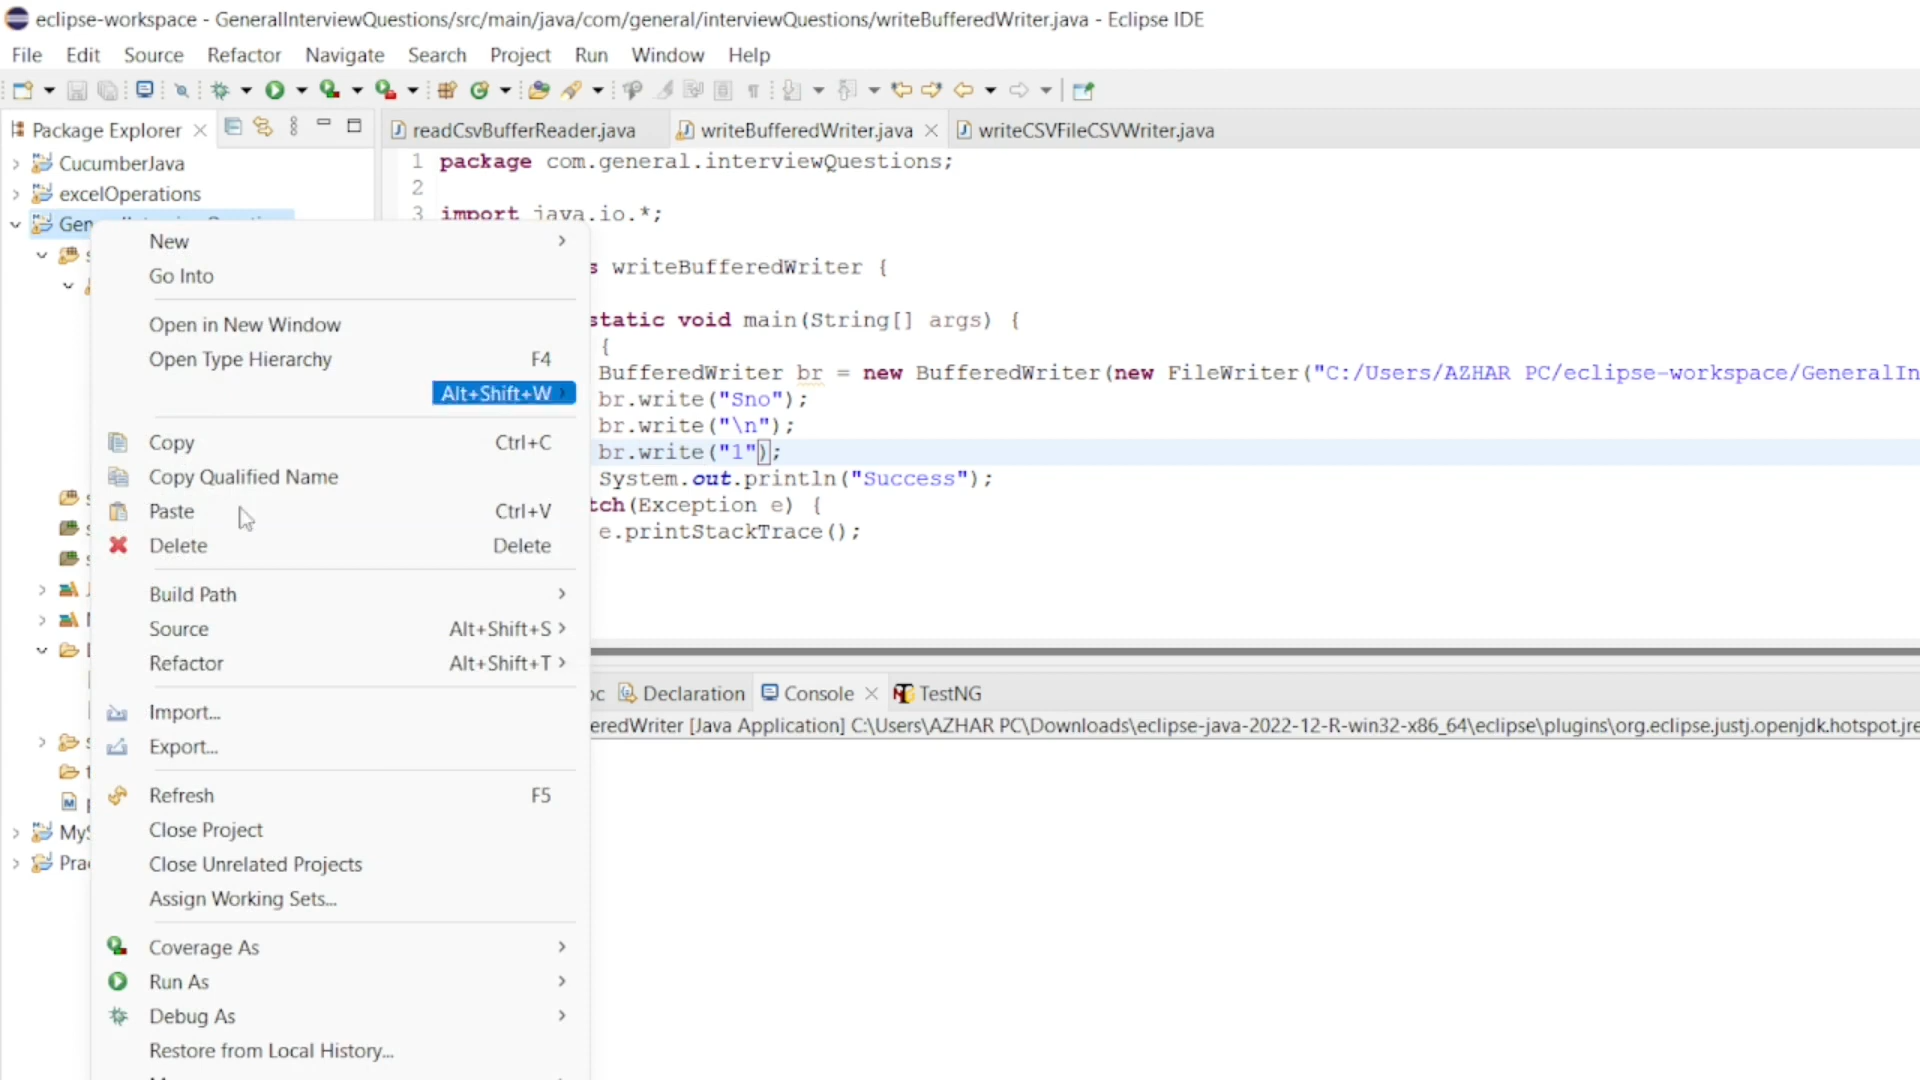 eclipse-workspace - GeneralInterviewQuestions/src/main/java/com/general/interviewQuestions/writeBufferedWriter.java - Eclipse IDE
File Edit Source Refactor Navigate Search Project Run Window Help
Package Explorer
readCsvBufferReader.java writeBufferedWriter.java writeCSVFileCSVWriter.java
CucumberJava
excelOperations
1 package com.general.interviewQuestions;
2
3 import java.io.*;
s writeBufferedWriter {
static void main(String[] args) {
{
BufferedWriter br = new BufferedWriter(new FileWriter("C:/Users/AZHAR PC/eclipse-workspace/GeneralIn
br.write("Sno");
br.write("\n");
br.write("1");
System.out.println("Success");
tch(Exception e) {
e.printStackTrace();
New
Go Into
Open in New Window
Open Type Hierarchy F4
Alt+Shift+W
Copy Ctrl+C
Copy Qualified Name
Paste Ctrl+V
Delete Delete
Build Path
Source Alt+Shift+S
Refactor Alt+Shift+T
Import...
Export...
Refresh F5
Close Project
Close Unrelated Projects
Assign Working Sets...
Coverage As
Run As
Debug As
Restore from Local History...
Declaration Console TestNG
eredWriter [Java Application] C:\Users\AZHAR PC\Downloads\eclipse-java-2022-12-R-win32-x86_64\eclipse\plugins\org.eclipse.justj.openjdk.hotspot.jre